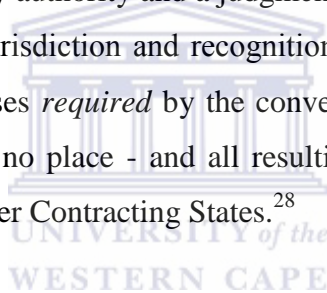 y authority and a judgment
risdiction and recognition
ses required by the conve
no place - and all resulti
er Contracting States.28
UNIVERSITY of the
WESTERN CAPE